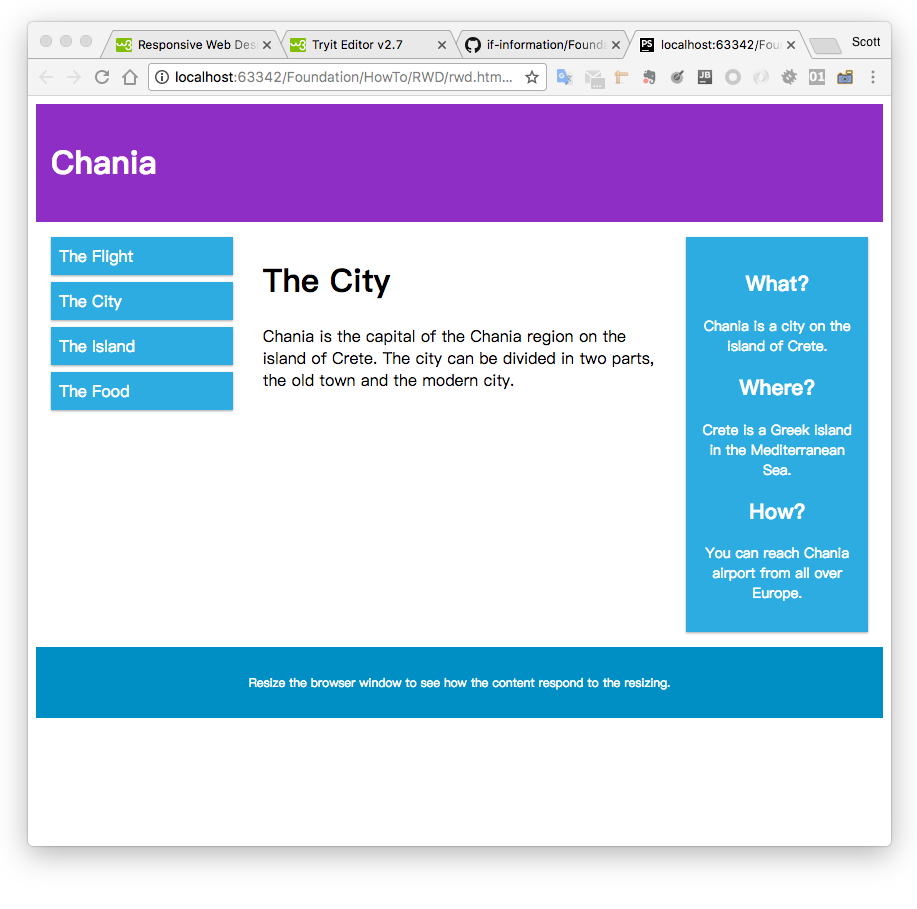 Responsive Web Des
Tryit Editor v2.7
if-information/Founda
PS
localhost:63342/Fou
Scott
localhost:63342/Foundation/HowTo/RWD/rwd.htm...
JB
01
Chania
The Flight
The City
The Island
The Food
The City
Chania is the capital of the Chania region on the
island of Crete. The city can be divided in two parts,
the old town and the modern city.
What?
Chania is a city on the
island of Crete.
Where?
Crete is a Greek island
in the Mediterranean
Sea.
How?
You can reach Chania
airport from all over
Europe.
Resize the browser window to see how the content respond to the resizing.